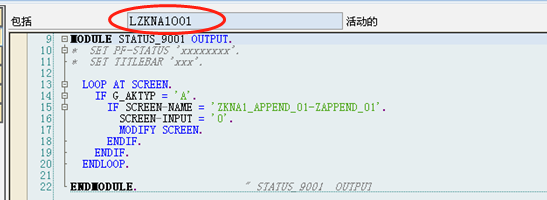 包括 LZKNA1O01 活动的
9 MODULE STATUS_9001 OUTPUT.
10 *  SET PF-STATUS 'xxxxxxxx'.
11 *  SET TITLEBAR 'xxx'.
12
13 LOOP AT SCREEN.
14 IF G_AKTYP = 'A'.
15 IF SCREEN-NAME = 'ZKNA1_APPEND_01-ZAPPEND_01'.
16 SCREEN-INPUT = '0'.
17 MODIFY SCREEN.
18 ENDIF.
19 ENDIF.
20 ENDLOOP.
21
22 ENDMODULE. " STATUS_9001 OUTPUT